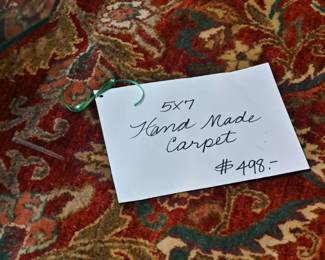 5x7
Hand Made
Carpet
$498.-